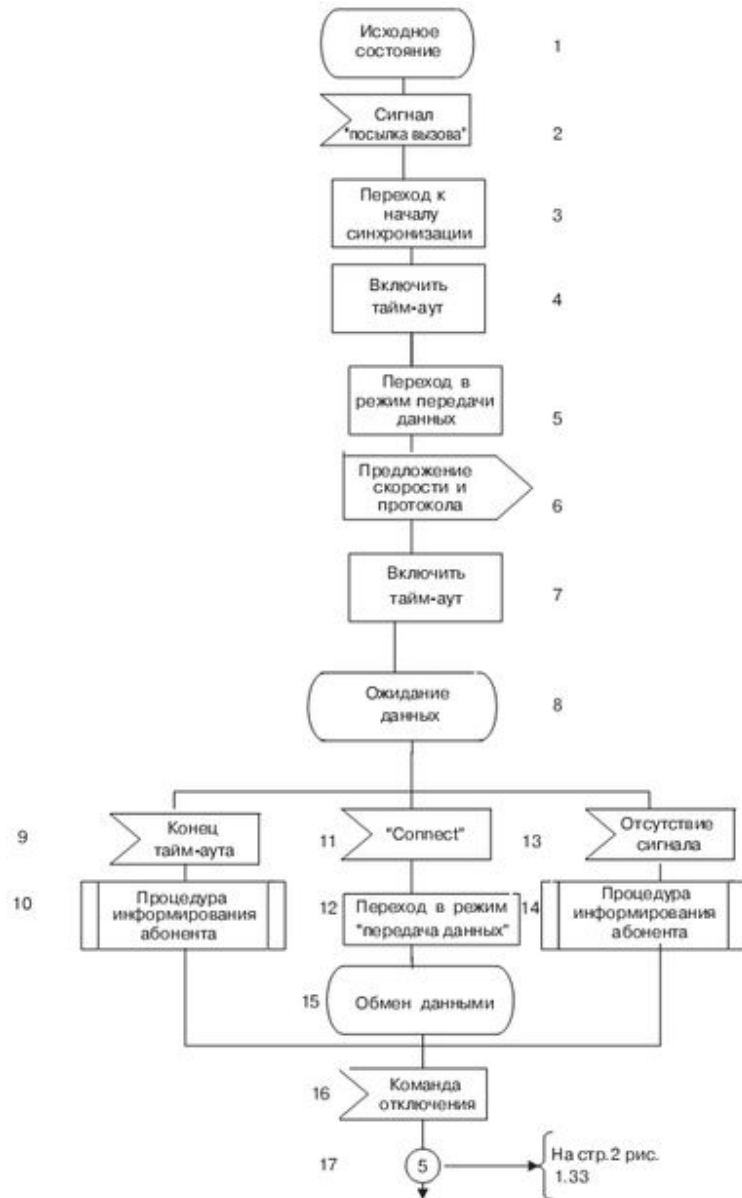 Исходное
состояние
1
Сигнал
"посылка вызова"
2
Переход к
началу
синхронизации
3
Включить
тайм-аут
4
Переход в
режим передачи
данных
5
Предложение
скорости и
протокола
6
Включить
тайм-аут
7
Ожидание
данных
8
9
Конец
тайм-аута
11
"Connect"
13
Отсутствие
сигнала
10
Процедура
информирования
абонента
12
Переход в режим
"передача данных"
14
Процедура
информирования
абонента
15
Обмен данными
16
Команда
отключения
17
5
На стр.2 рис.
1.33